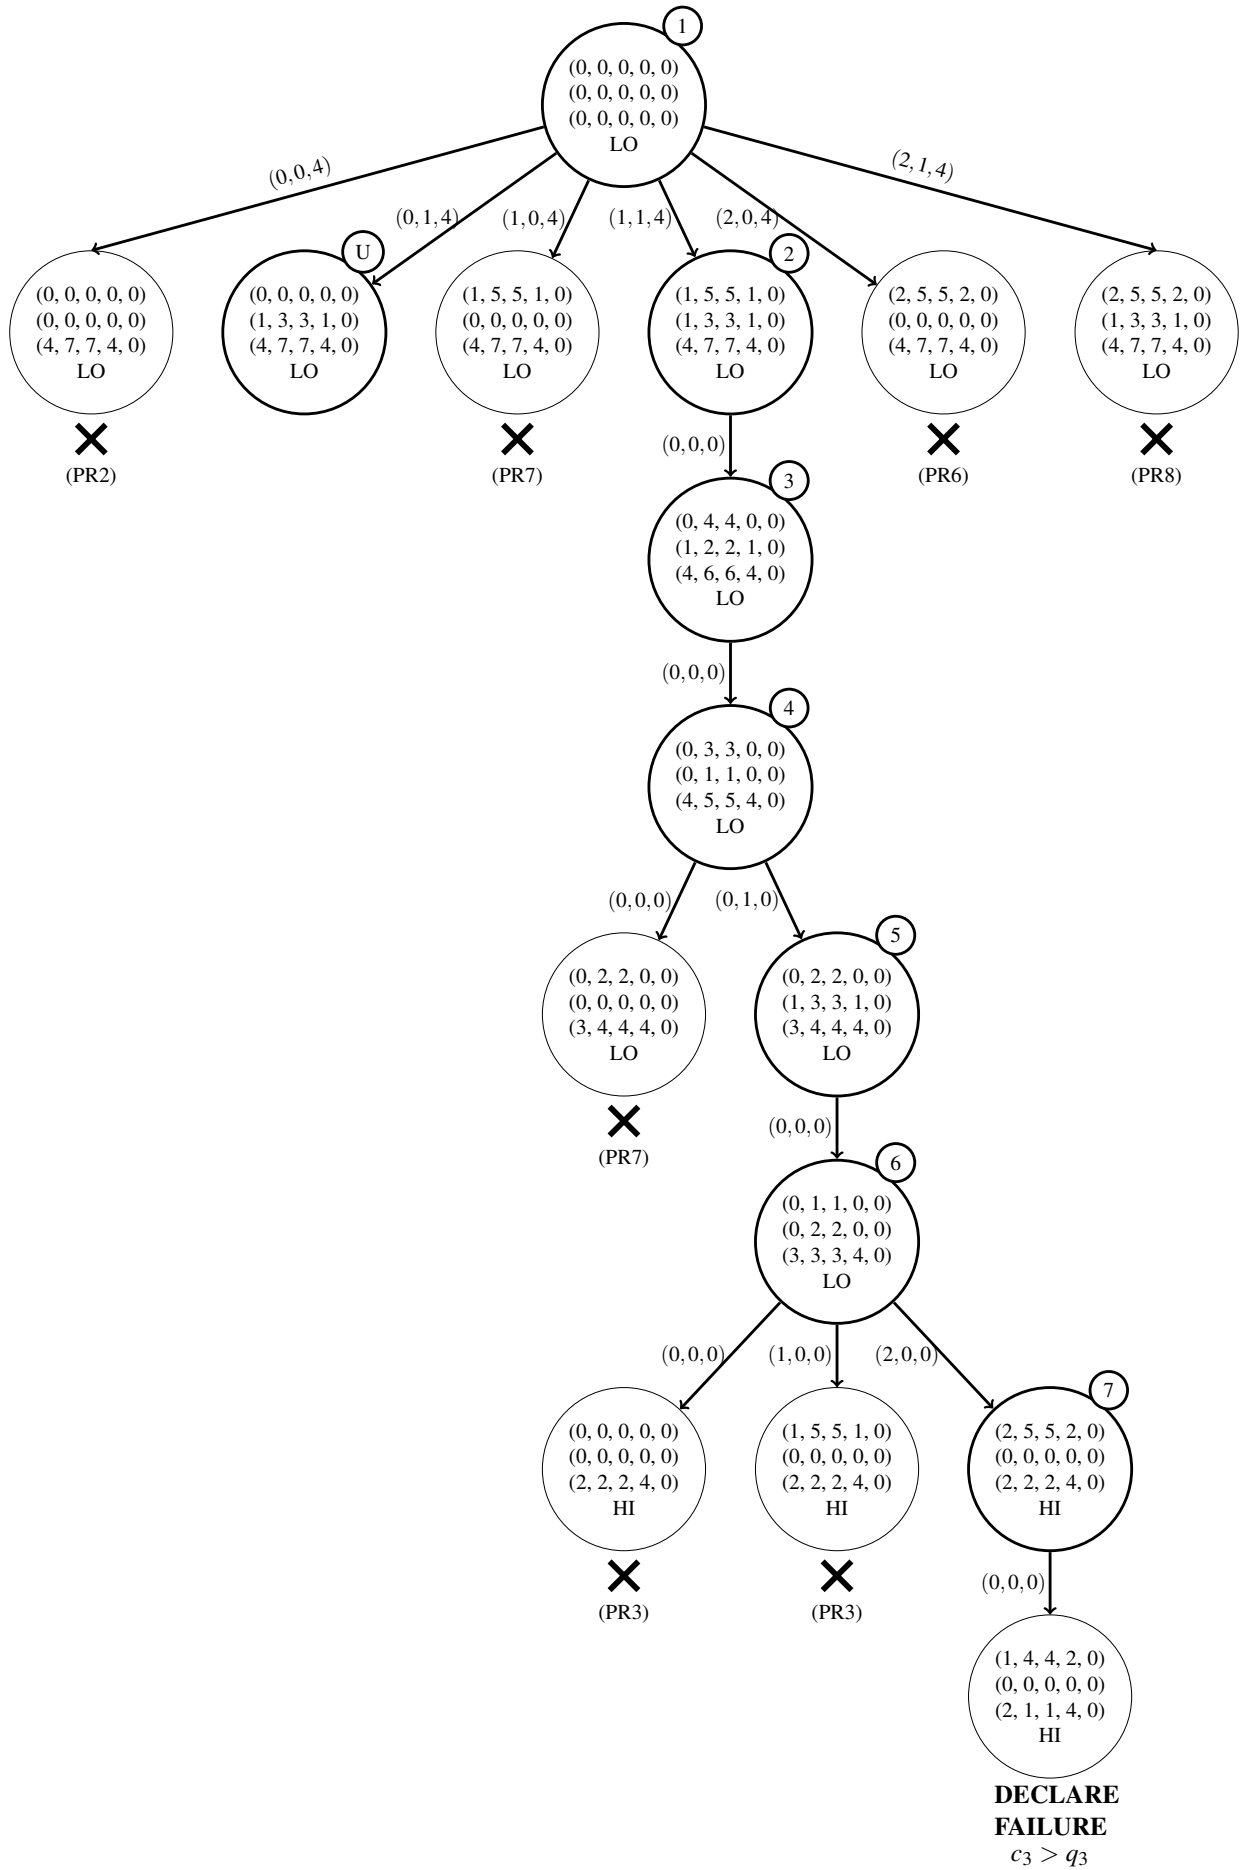 1
(0, 0, 0, 0, 0)
(0, 0, 0, 0, 0)
(0, 0, 0, 0, 0)
LO
(0,0,4)
(0,1,4)
(1,0,4)
(1,1,4)
(2,0,4)
(2,1,4)
(0, 0, 0, 0, 0)
(0, 0, 0, 0, 0)
(4, 7, 7, 4, 0)
LO
(PR2)
U
(0, 0, 0, 0, 0)
(1, 3, 3, 1, 0)
(4, 7, 7, 4, 0)
LO
(1, 5, 5, 1, 0)
(0, 0, 0, 0, 0)
(4, 7, 7, 4, 0)
LO
(PR7)
2
(1, 5, 5, 1, 0)
(1, 3, 3, 1, 0)
(4, 7, 7, 4, 0)
LO
(2, 5, 5, 2, 0)
(0, 0, 0, 0, 0)
(4, 7, 7, 4, 0)
LO
(PR6)
(2, 5, 5, 2, 0)
(1, 3, 3, 1, 0)
(4, 7, 7, 4, 0)
LO
(PR8)
(0,0,0)
3
(0, 4, 4, 0, 0)
(1, 2, 2, 1, 0)
(4, 6, 6, 4, 0)
LO
(0,0,0)
4
(0, 3, 3, 0, 0)
(0, 1, 1, 0, 0)
(4, 5, 5, 4, 0)
LO
(0,0,0)
(0,1,0)
(0, 2, 2, 0, 0)
(0, 0, 0, 0, 0)
(3, 4, 4, 4, 0)
LO
(PR7)
5
(0, 2, 2, 0, 0)
(1, 3, 3, 1, 0)
(3, 4, 4, 4, 0)
LO
(0,0,0)
6
(0, 1, 1, 0, 0)
(0, 2, 2, 0, 0)
(3, 3, 3, 4, 0)
LO
(0,0,0)
(1,0,0)
(2,0,0)
(0, 0, 0, 0, 0)
(0, 0, 0, 0, 0)
(2, 2, 2, 4, 0)
HI
(PR3)
(1, 5, 5, 1, 0)
(0, 0, 0, 0, 0)
(2, 2, 2, 4, 0)
HI
(PR3)
7
(2, 5, 5, 2, 0)
(0, 0, 0, 0, 0)
(2, 2, 2, 4, 0)
HI
(0,0,0)
(1, 4, 4, 2, 0)
(0, 0, 0, 0, 0)
(2, 1, 1, 4, 0)
HI
DECLARE
FAILURE
c₃ > q₃